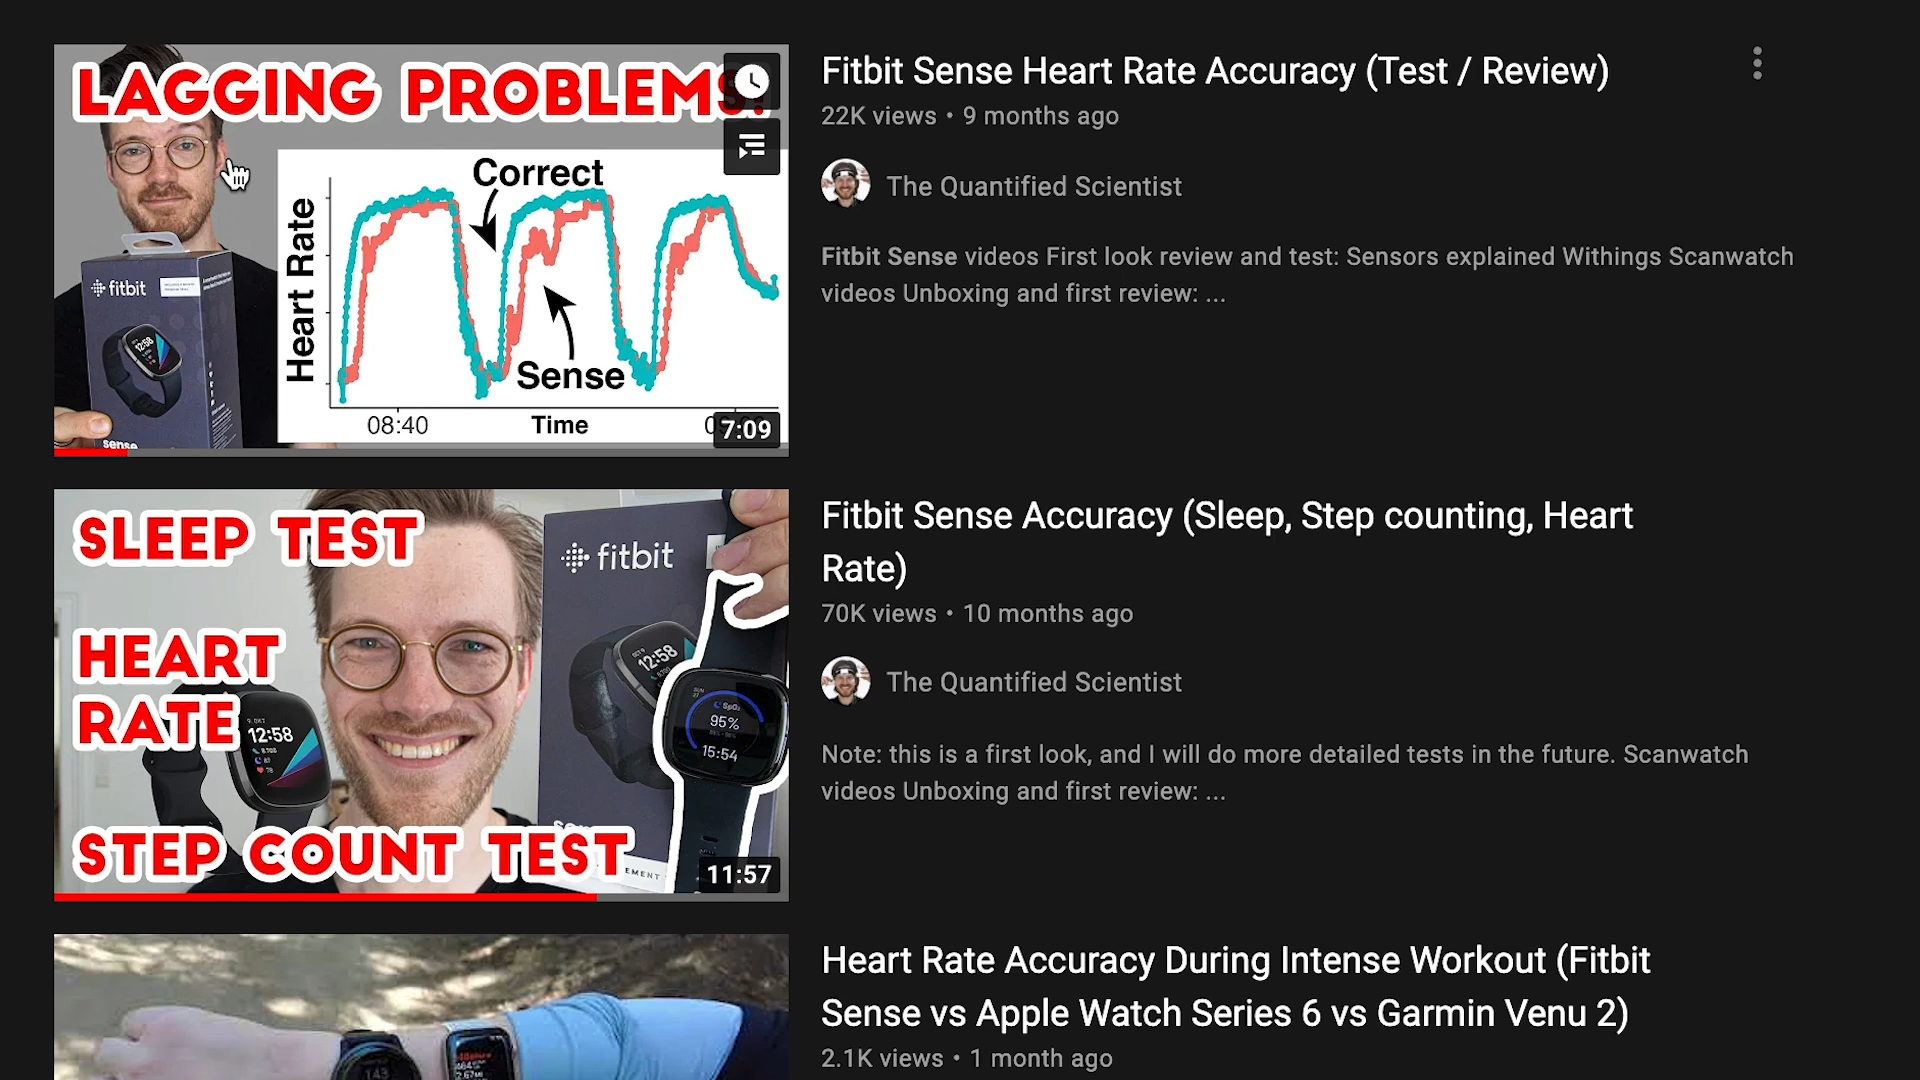 LAGGING PROBLEMS!
Correct
Heart Rate
Sense
08:40
Time
7:09
fitbit
12:58
sense
Fitbit Sense Heart Rate Accuracy (Test / Review)
22K views • 9 months ago
The Quantified Scientist
Fitbit Sense videos First look review and test: Sensors explained Withings Scanwatch
videos Unboxing and first review: ...
SLEEP TEST
HEART
RATE
STEP COUNT TEST
fitbit
12:58
12:58
SpO₂
95%
15:54
EMENT
11:57
Fitbit Sense Accuracy (Sleep, Step counting, Heart
Rate)
70K views • 10 months ago
The Quantified Scientist
Note: this is a first look, and I will do more detailed tests in the future. Scanwatch
videos Unboxing and first review: ...
Heart Rate Accuracy During Intense Workout (Fitbit
Sense vs Apple Watch Series 6 vs Garmin Venu 2)
2.1K views • 1 month ago